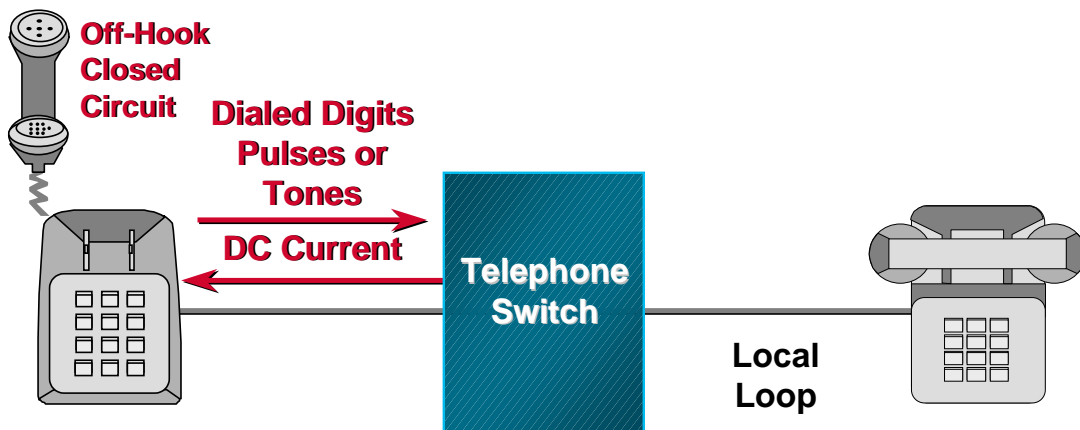 Off-Hook
Closed
Circuit
Dialed Digits
Pulses or
Tones
DC Current
Telephone
Switch
Local
Loop